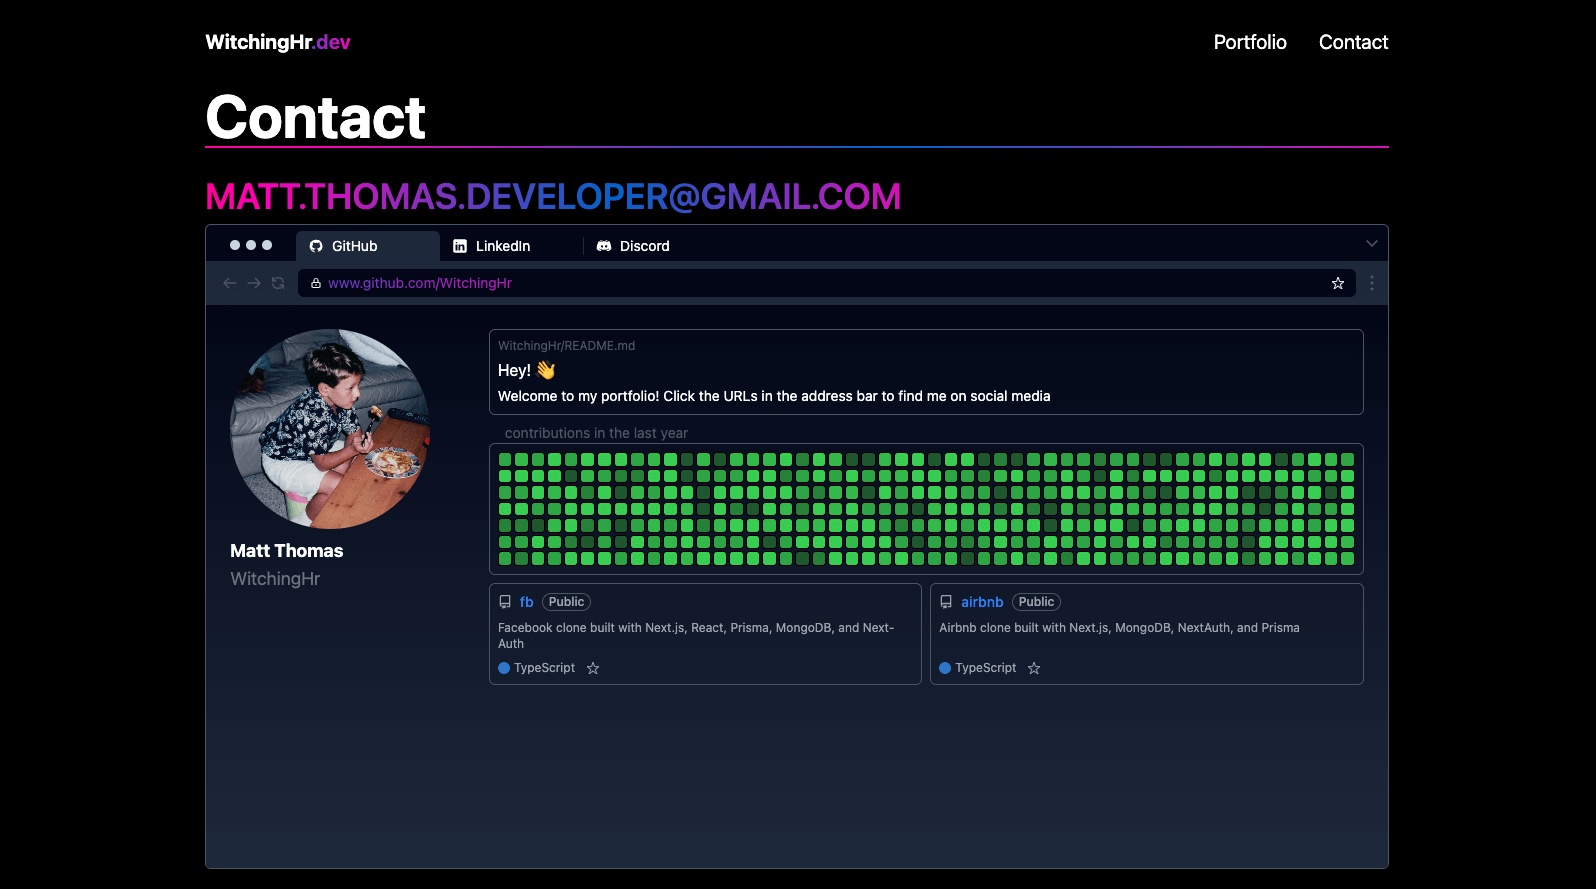 WitchingHr.dev
Portfolio
Contact
Contact
MATT.THOMAS.DEVELOPER@GMAIL.COM
GitHub
LinkedIn
Discord
www.github.com/WitchingHr
WitchingHr/README.md
Hey! 👋
Welcome to my portfolio! Click the URLs in the address bar to find me on social media
contributions in the last year
Matt Thomas
WitchingHr
fb Public
Facebook clone built with Next.js, React, Prisma, MongoDB, and Next-
Auth
TypeScript
airbnb Public
Airbnb clone built with Next.js, MongoDB, NextAuth, and Prisma
TypeScript